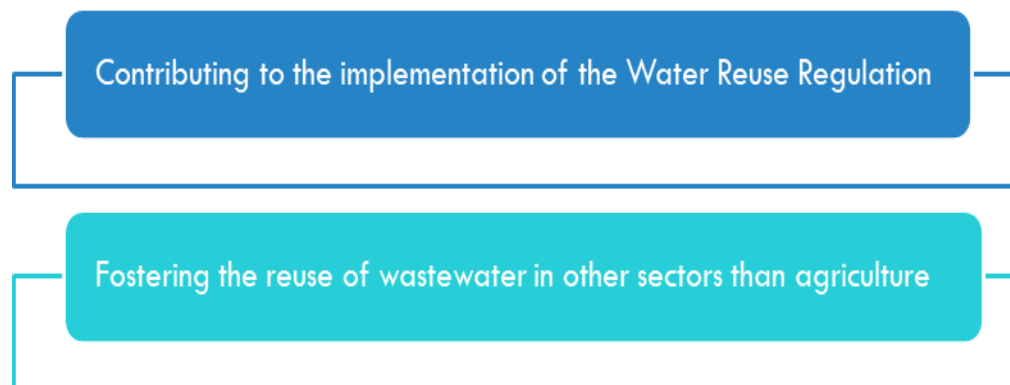 Contributing to the implementation of the Water Reuse Regulation
Fostering the reuse of wastewater in other sectors than agriculture